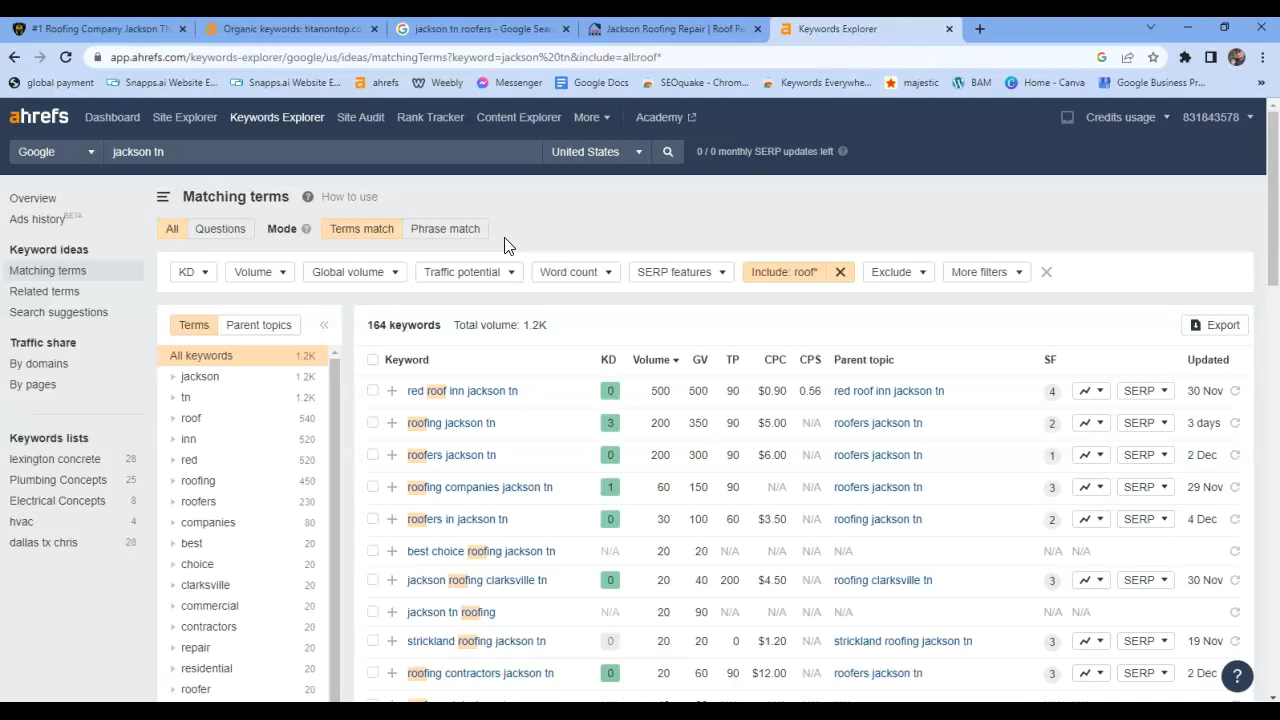 #1 Roofing Company Jackson Th
Organic keywords: titanontop.co
jackson tn roofers - Google Sea
Jackson Roofing Repair | Roof Re
Keywords Explorer
app.ahrefs.com/keywords-explorer/google/us/ideas/matchingTerms?keyword=jackson%20tn&include=all:roof*
global payment
Snapps.ai Website E...
Snapps.ai Website E...
ahrefs
Weebly
Messenger
Google Docs
SEOquake - Chrom...
Keywords Everywhe...
majestic
BAM
Home - Canva
Google Business Pr...
ahrefs
Dashboard
Site Explorer
Keywords Explorer
Site Audit
Rank Tracker
Content Explorer
More
Academy
Credits usage
831843578
Google
jackson tn
United States
0 / 0 monthly SERP updates left
Overview
Ads history BETA
Keyword ideas
Matching terms
Related terms
Search suggestions
Traffic share
By domains
By pages
Keywords lists
lexington concrete 28
Plumbing Concepts 25
Electrical Concepts 8
hvac 4
dallas tx chris 28
Matching terms
How to use
All Questions Mode Terms match Phrase match
KD Volume Global volume Traffic potential Word count SERP features Include: roof* Exclude More filters
Terms Parent topics
All keywords 1.2K
jackson 1.2K
tn 1.2K
roof 540
inn 520
red 520
roofing 450
roofers 230
companies 80
best 20
choice 20
clarksville 20
commercial 20
contractors 20
repair 20
residential 20
roofer 20
164 keywords Total volume: 1.2K Export
Keyword KD Volume GV TP CPC CPS Parent topic SF Updated
red roof inn jackson tn 0 500 500 90 $0.90 0.56 red roof inn jackson tn 4 SERP 30 Nov
roofing jackson tn 3 200 350 90 $5.00 N/A roofers jackson tn 2 SERP 3 days
roofers jackson tn 0 200 300 90 $6.00 N/A roofers jackson tn 1 SERP 2 Dec
roofing companies jackson tn 1 60 150 90 N/A N/A roofers jackson tn 3 SERP 29 Nov
roofers in jackson tn 0 30 100 60 $3.50 N/A roofing jackson tn 2 SERP 4 Dec
best choice roofing jackson tn N/A 20 20 N/A N/A N/A N/A N/A N/A
jackson roofing clarksville tn 0 20 40 200 $4.50 N/A roofing clarksville tn 3 SERP 30 Nov
jackson tn roofing N/A 20 90 N/A N/A N/A N/A N/A N/A
strickland roofing jackson tn 0 20 20 0 $1.20 N/A strickland roofing jackson tn 3 SERP 19 Nov
roofing contractors jackson tn 0 20 60 90 $12.00 N/A roofers jackson tn 3 SERP 2 Dec
?